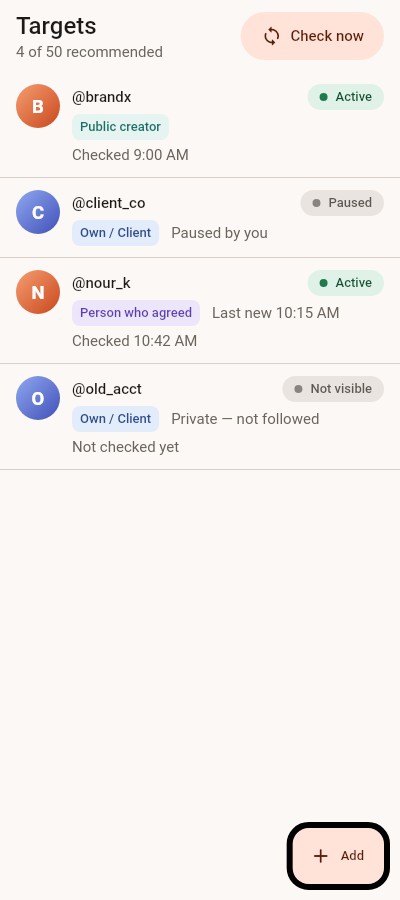 Targets
4 of 50 recommended
Check now
B
@brandx
Active
Public creator
Checked 9:00 AM
C
@client_co
Paused
Own / Client
Paused by you
N
@nour_k
Active
Person who agreed
Last new 10:15 AM
Checked 10:42 AM
O
@old_acct
Not visible
Own / Client
Private — not followed
Not checked yet
Add